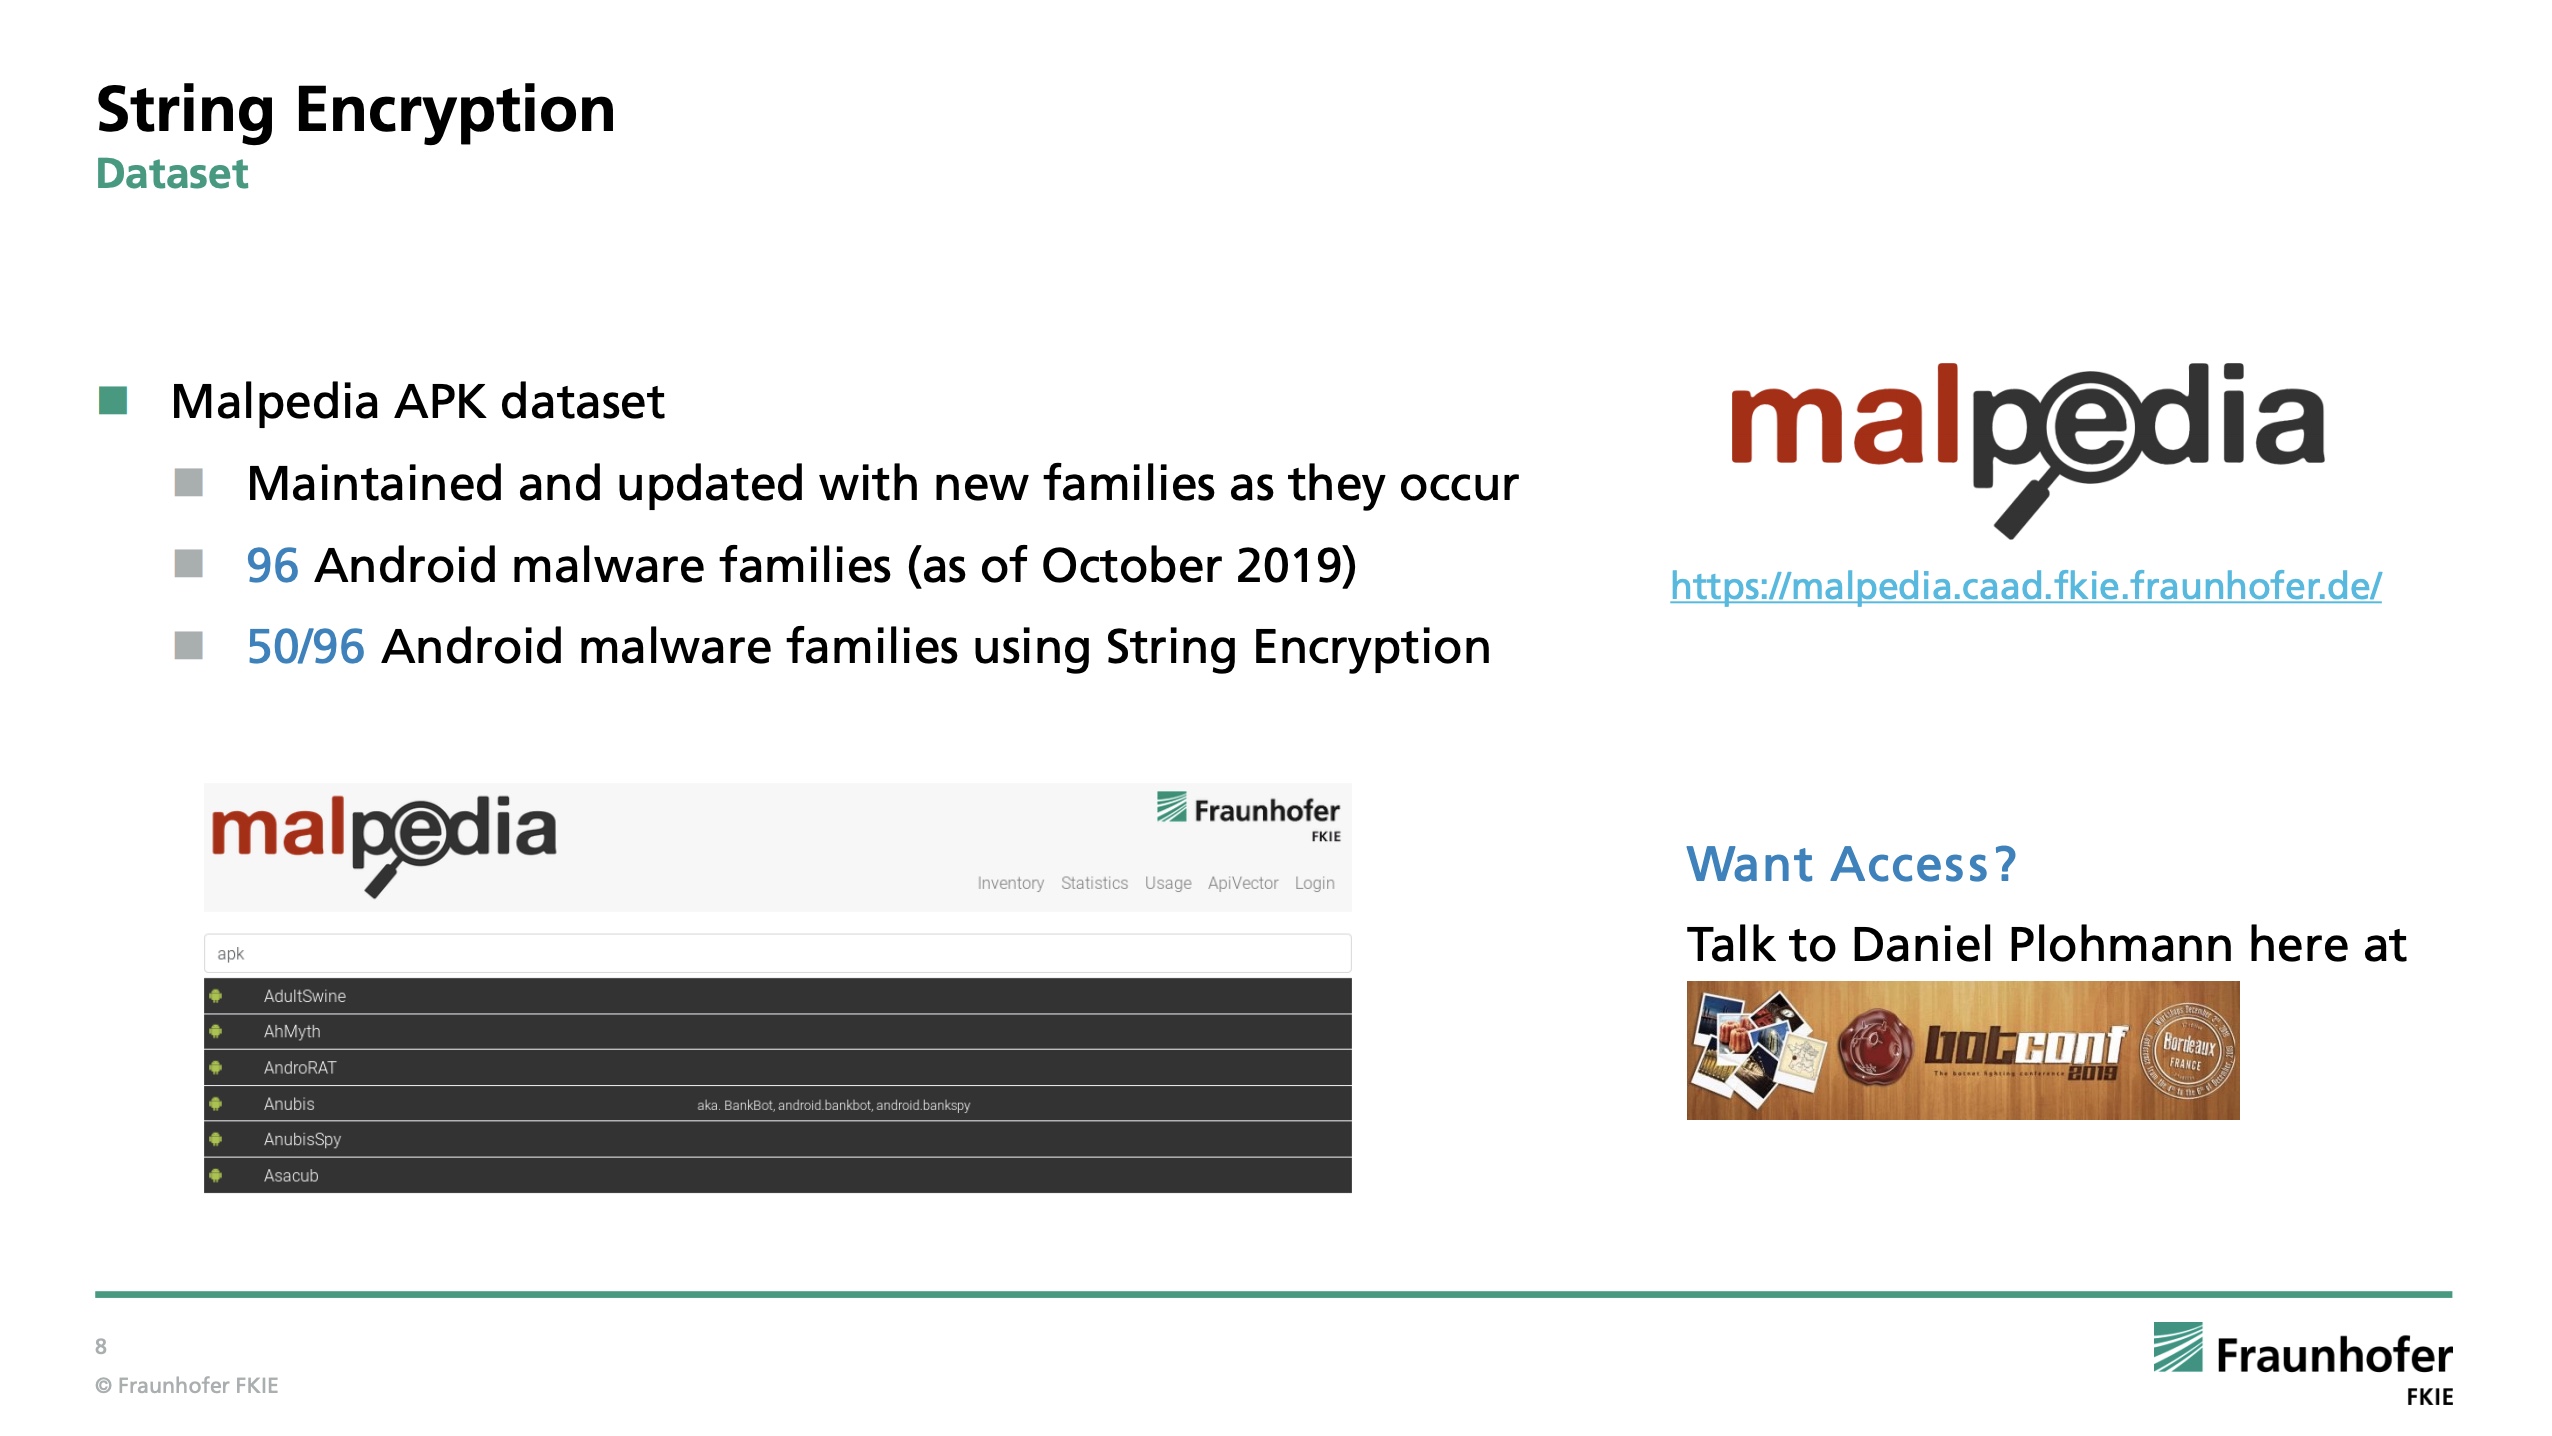 String Encryption
Dataset
Malpedia APK dataset
Maintained and updated with new families as they occur
96 Android malware families (as of October 2019)
50/96 Android malware families using String Encryption
malpedia
https://malpedia.caad.fkie.fraunhofer.de/
malpedia
Fraunhofer
FKIE
Inventory Statistics Usage ApiVector Login
apk
AdultSwine
AhMyth
AndroRAT
Anubis aka. BankBot, android.bankbot, android.bankspy
AnubisSpy
Asacub
Want Access?
Talk to Daniel Plohmann here at
botconf
The botnet fighting conference 2019
Bordeaux
FRANCE
8
© Fraunhofer FKIE
Fraunhofer
FKIE